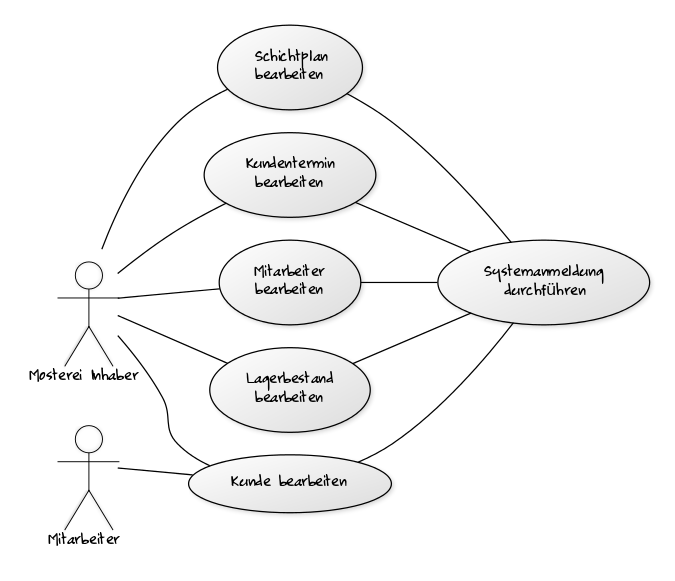 Schichtplan
bearbeiten
Kundentermin
bearbeiten
Mitarbeiter
bearbeiten
Systemanmeldung
durchführen
Mosterei Inhaber
Lagerbestand
bearbeiten
Kunde bearbeiten
Mitarbeiter